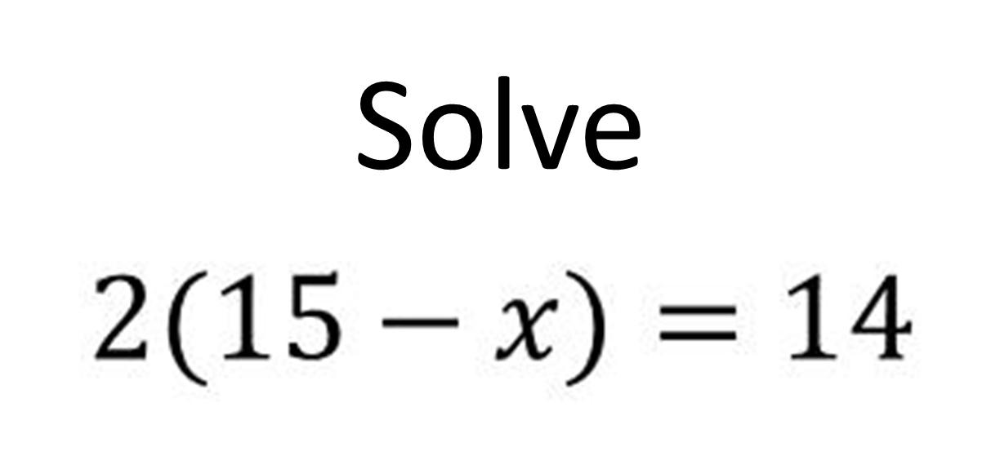 Solve
2(15 − x) = 14